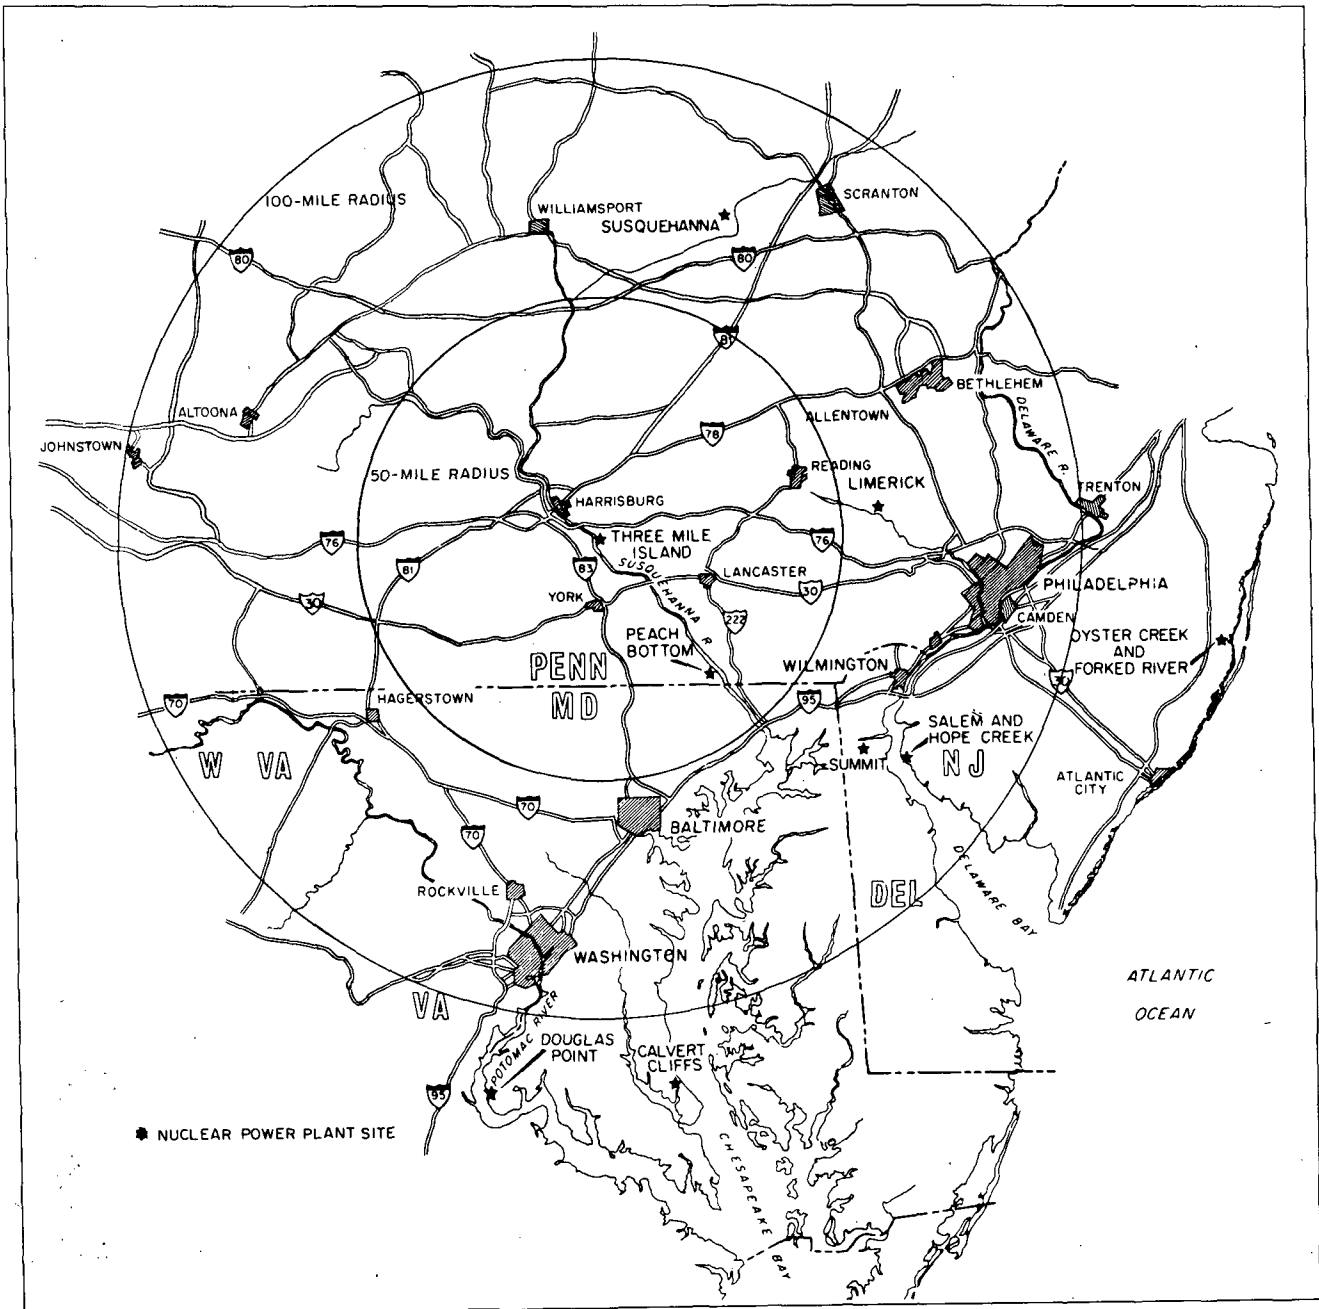 100-MILE RADIUS
WILLIAMSPORT
SUSQUEHANNA
SCRANTON
80
80
81
ALTOONA
JOHNSTOWN
BETHLEHEM
ALLENTOWN
DELAWARE R.
78
50-MILE RADIUS
READING
LIMERICK
HARRISBURG
TRENTON
76
THREE MILE
ISLAND
76
81
83
SUSQUEHANNA R.
LANCASTER
30
30
YORK
222
PHILADELPHIA
CAMDEN
PEACH
BOTTOM
OYSTER CREEK
AND
FORKED RIVER
WILMINGTON
PENN
MD
70
HAGERSTOWN
95
30
SALEM AND
HOPE CREEK
SUMMIT
NJ
W VA
ATLANTIC
CITY
70
70
BALTIMORE
DELAWARE BAY
ROCKVILLE
DEL
WASHINGTON
VA
ATLANTIC
OCEAN
POTOMAC RIVER
DOUGLAS
POINT
CALVERT
CLIFFS
95
NUCLEAR POWER PLANT SITE
CHESAPEAKE BAY